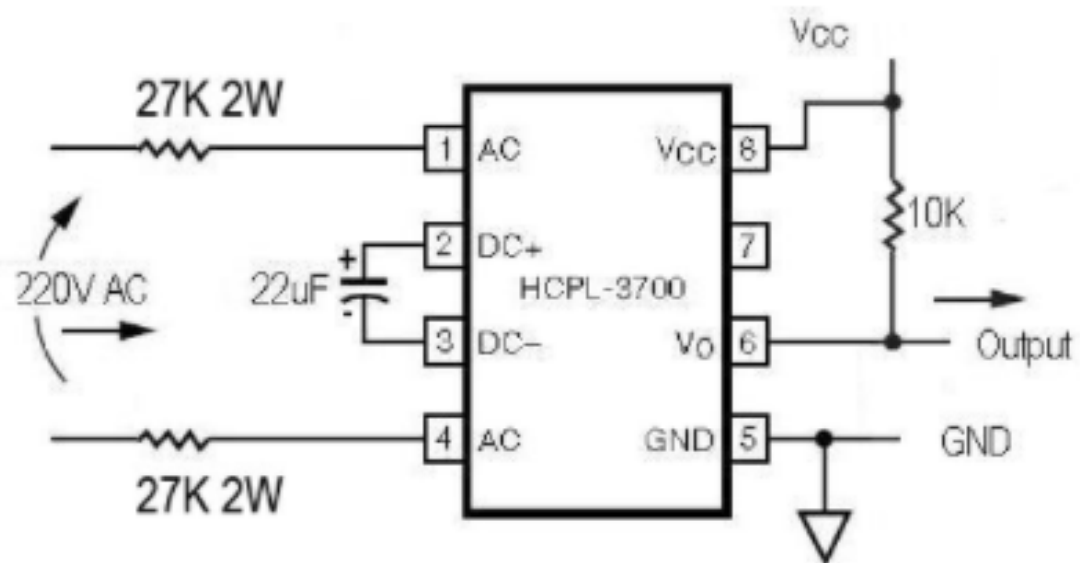 Vcc
27K 2W
1 AC Vcc 8
10K
2 DC+ 7
220V AC 22uF + HCPL-3700
-
3 DC- Vo 6 Output
4 AC GND 5 GND
27K 2W